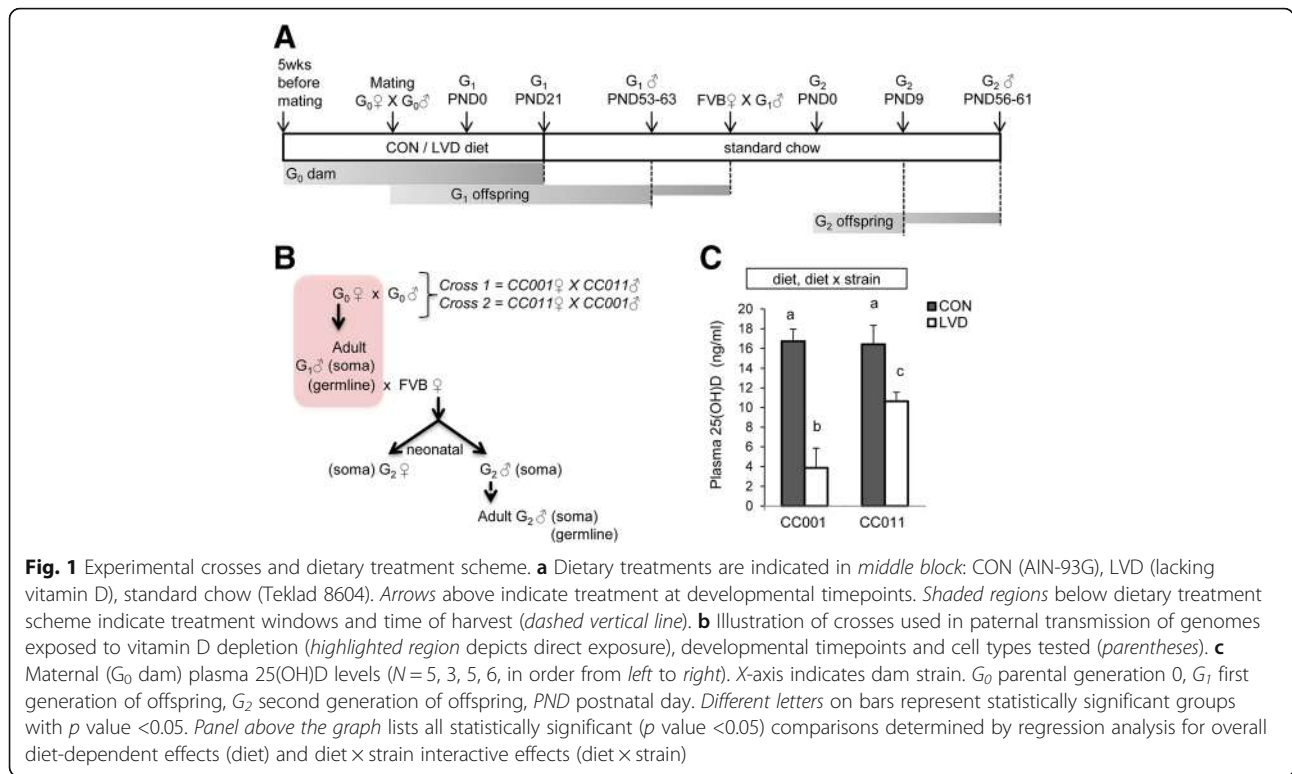 A
5wks before mating
Mating G₀♀ X G₀♂
G₁ PND0
G₁ PND21
G₁♂ PND53-63
FVB♀ X G₁♂
G₂ PND0
G₂ PND9
G₂♂ PND56-61
CON / LVD diet
standard chow
G₀ dam
G₁ offspring
G₂ offspring
B
G₀ ♀ x G₀♂
Cross 1 = CC001♀ X CC011♂
Cross 2 = CC011♀ X CC001♂
Adult
G₁♂ (soma)
(germline) x FVB ♀
neonatal
(soma) G₂ ♀
G₂ ♂ (soma)
Adult G₂ ♂ (soma)
(germline)
C
diet, diet x strain
CON
LVD
Plasma 25(OH)D (ng/ml)
20
18
16
14
12
10
8
6
4
2
0
a
b
a
c
CC001
CC011
Fig. 1 Experimental crosses and dietary treatment scheme. a Dietary treatments are indicated in middle block: CON (AIN-93G), LVD (lacking
vitamin D), standard chow (Teklad 8604). Arrows above indicate treatment at developmental timepoints. Shaded regions below dietary treatment
scheme indicate treatment windows and time of harvest (dashed vertical line). b Illustration of crosses used in paternal transmission of genomes
exposed to vitamin D depletion (highlighted region depicts direct exposure), developmental timepoints and cell types tested (parentheses). c
Maternal (G₀ dam) plasma 25(OH)D levels (N = 5, 3, 5, 6, in order from left to right). X-axis indicates dam strain. G₀ parental generation 0, G₁ first
generation of offspring, G₂ second generation of offspring, PND postnatal day. Different letters on bars represent statistically significant groups
with p value <0.05. Panel above the graph lists all statistically significant (p value <0.05) comparisons determined by regression analysis for overall
diet-dependent effects (diet) and diet × strain interactive effects (diet × strain)